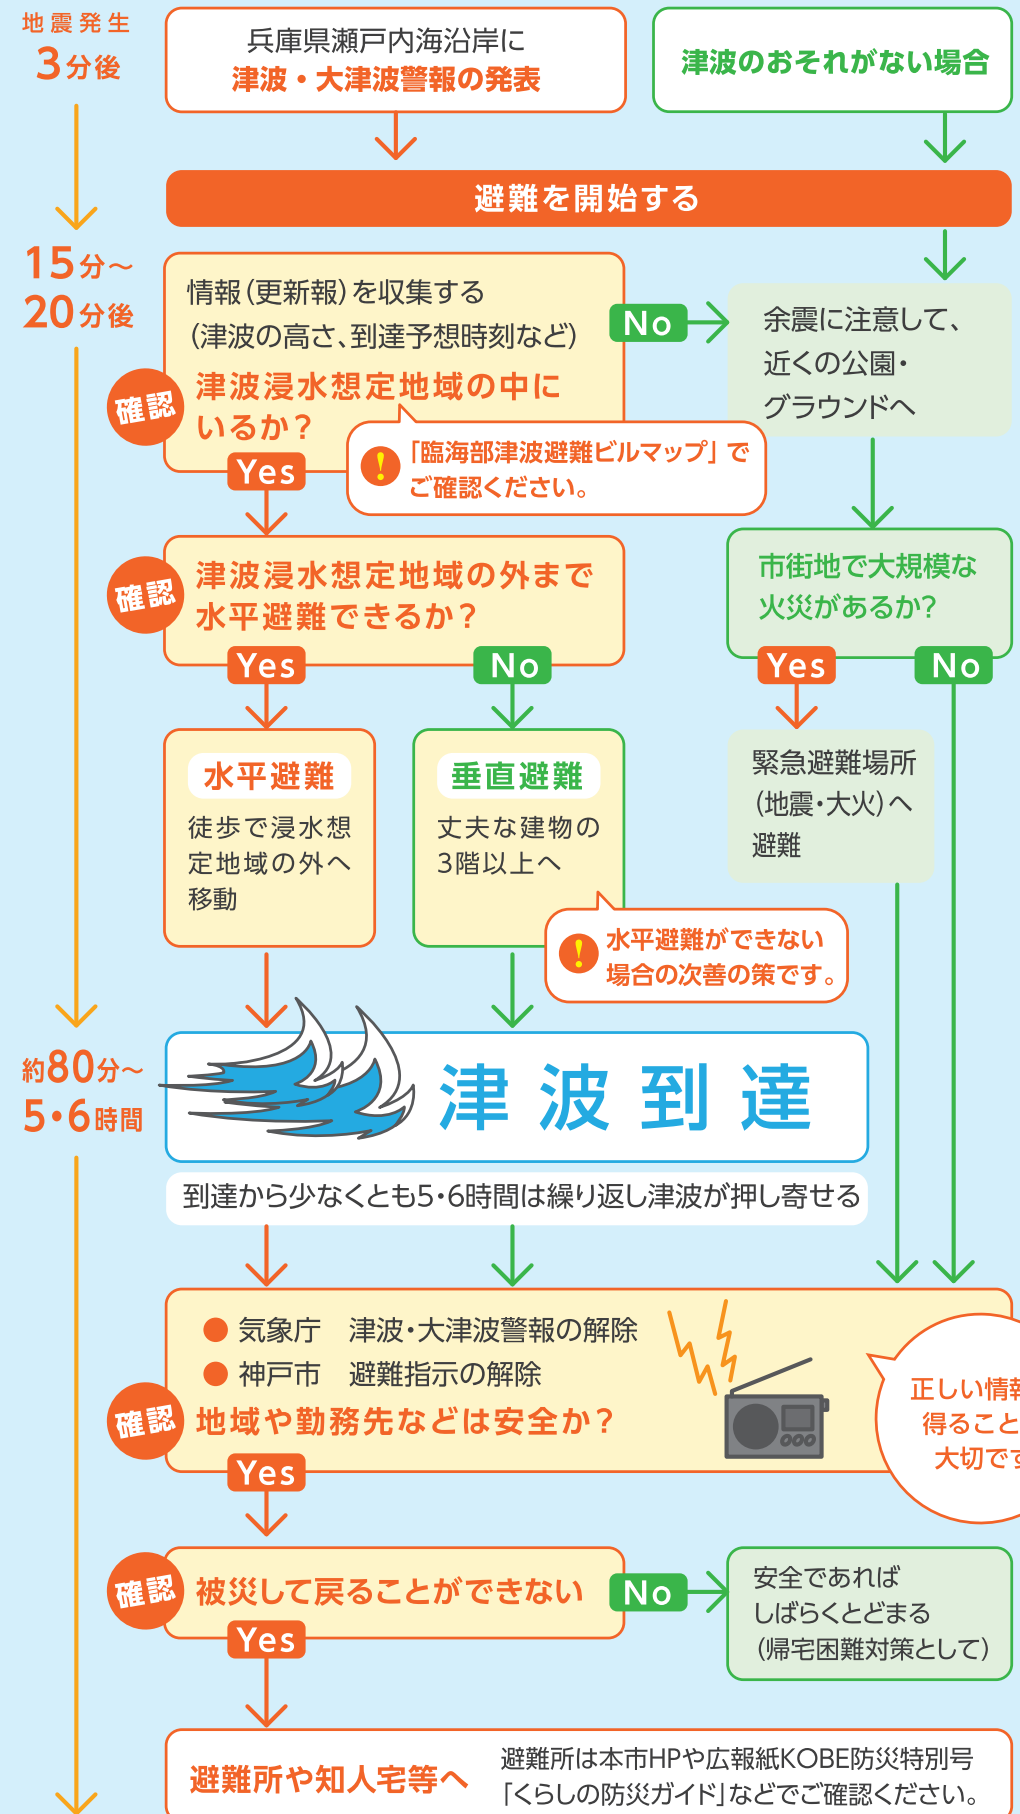 地震発生
3分後
兵庫県瀬戸内海沿岸に
津波・大津波警報の発表
津波のおそれがない場合
避難を開始する
15分～
20分後
情報（更新報）を収集する
（津波の高さ、到達予想時刻など）
確認
津波浸水想定地域の中に
いるか？
No
余震に注意して、
近くの公園・
グラウンドへ
Yes
!
「臨海部津波避難ビルマップ」で
ご確認ください。
確認
津波浸水想定地域の外まで
水平避難できるか？
Yes
No
市街地で大規模な
火災があるか？
Yes
No
水平避難
徒歩で浸水想
定地域の外へ
移動
垂直避難
丈夫な建物の
3階以上へ
緊急避難場所
（地震・大火）へ
避難
!
水平避難ができない
場合の次善の策です。
約80分～
5・6時間
津波到達
到達から少なくとも5・6時間は繰り返し津波が押し寄せる
●気象庁　津波・大津波警報の解除
●神戸市　避難指示の解除
確認
地域や勤務先などは安全か？
正しい情
得ること
大切です
Yes
確認
被災して戻ることができない
No
安全であれば
しばらくとどまる
（帰宅困難対策として）
Yes
避難所や知人宅等へ
避難所は本市HPや広報紙KOBE防災特別号
「くらしの防災ガイド」などでご確認ください。